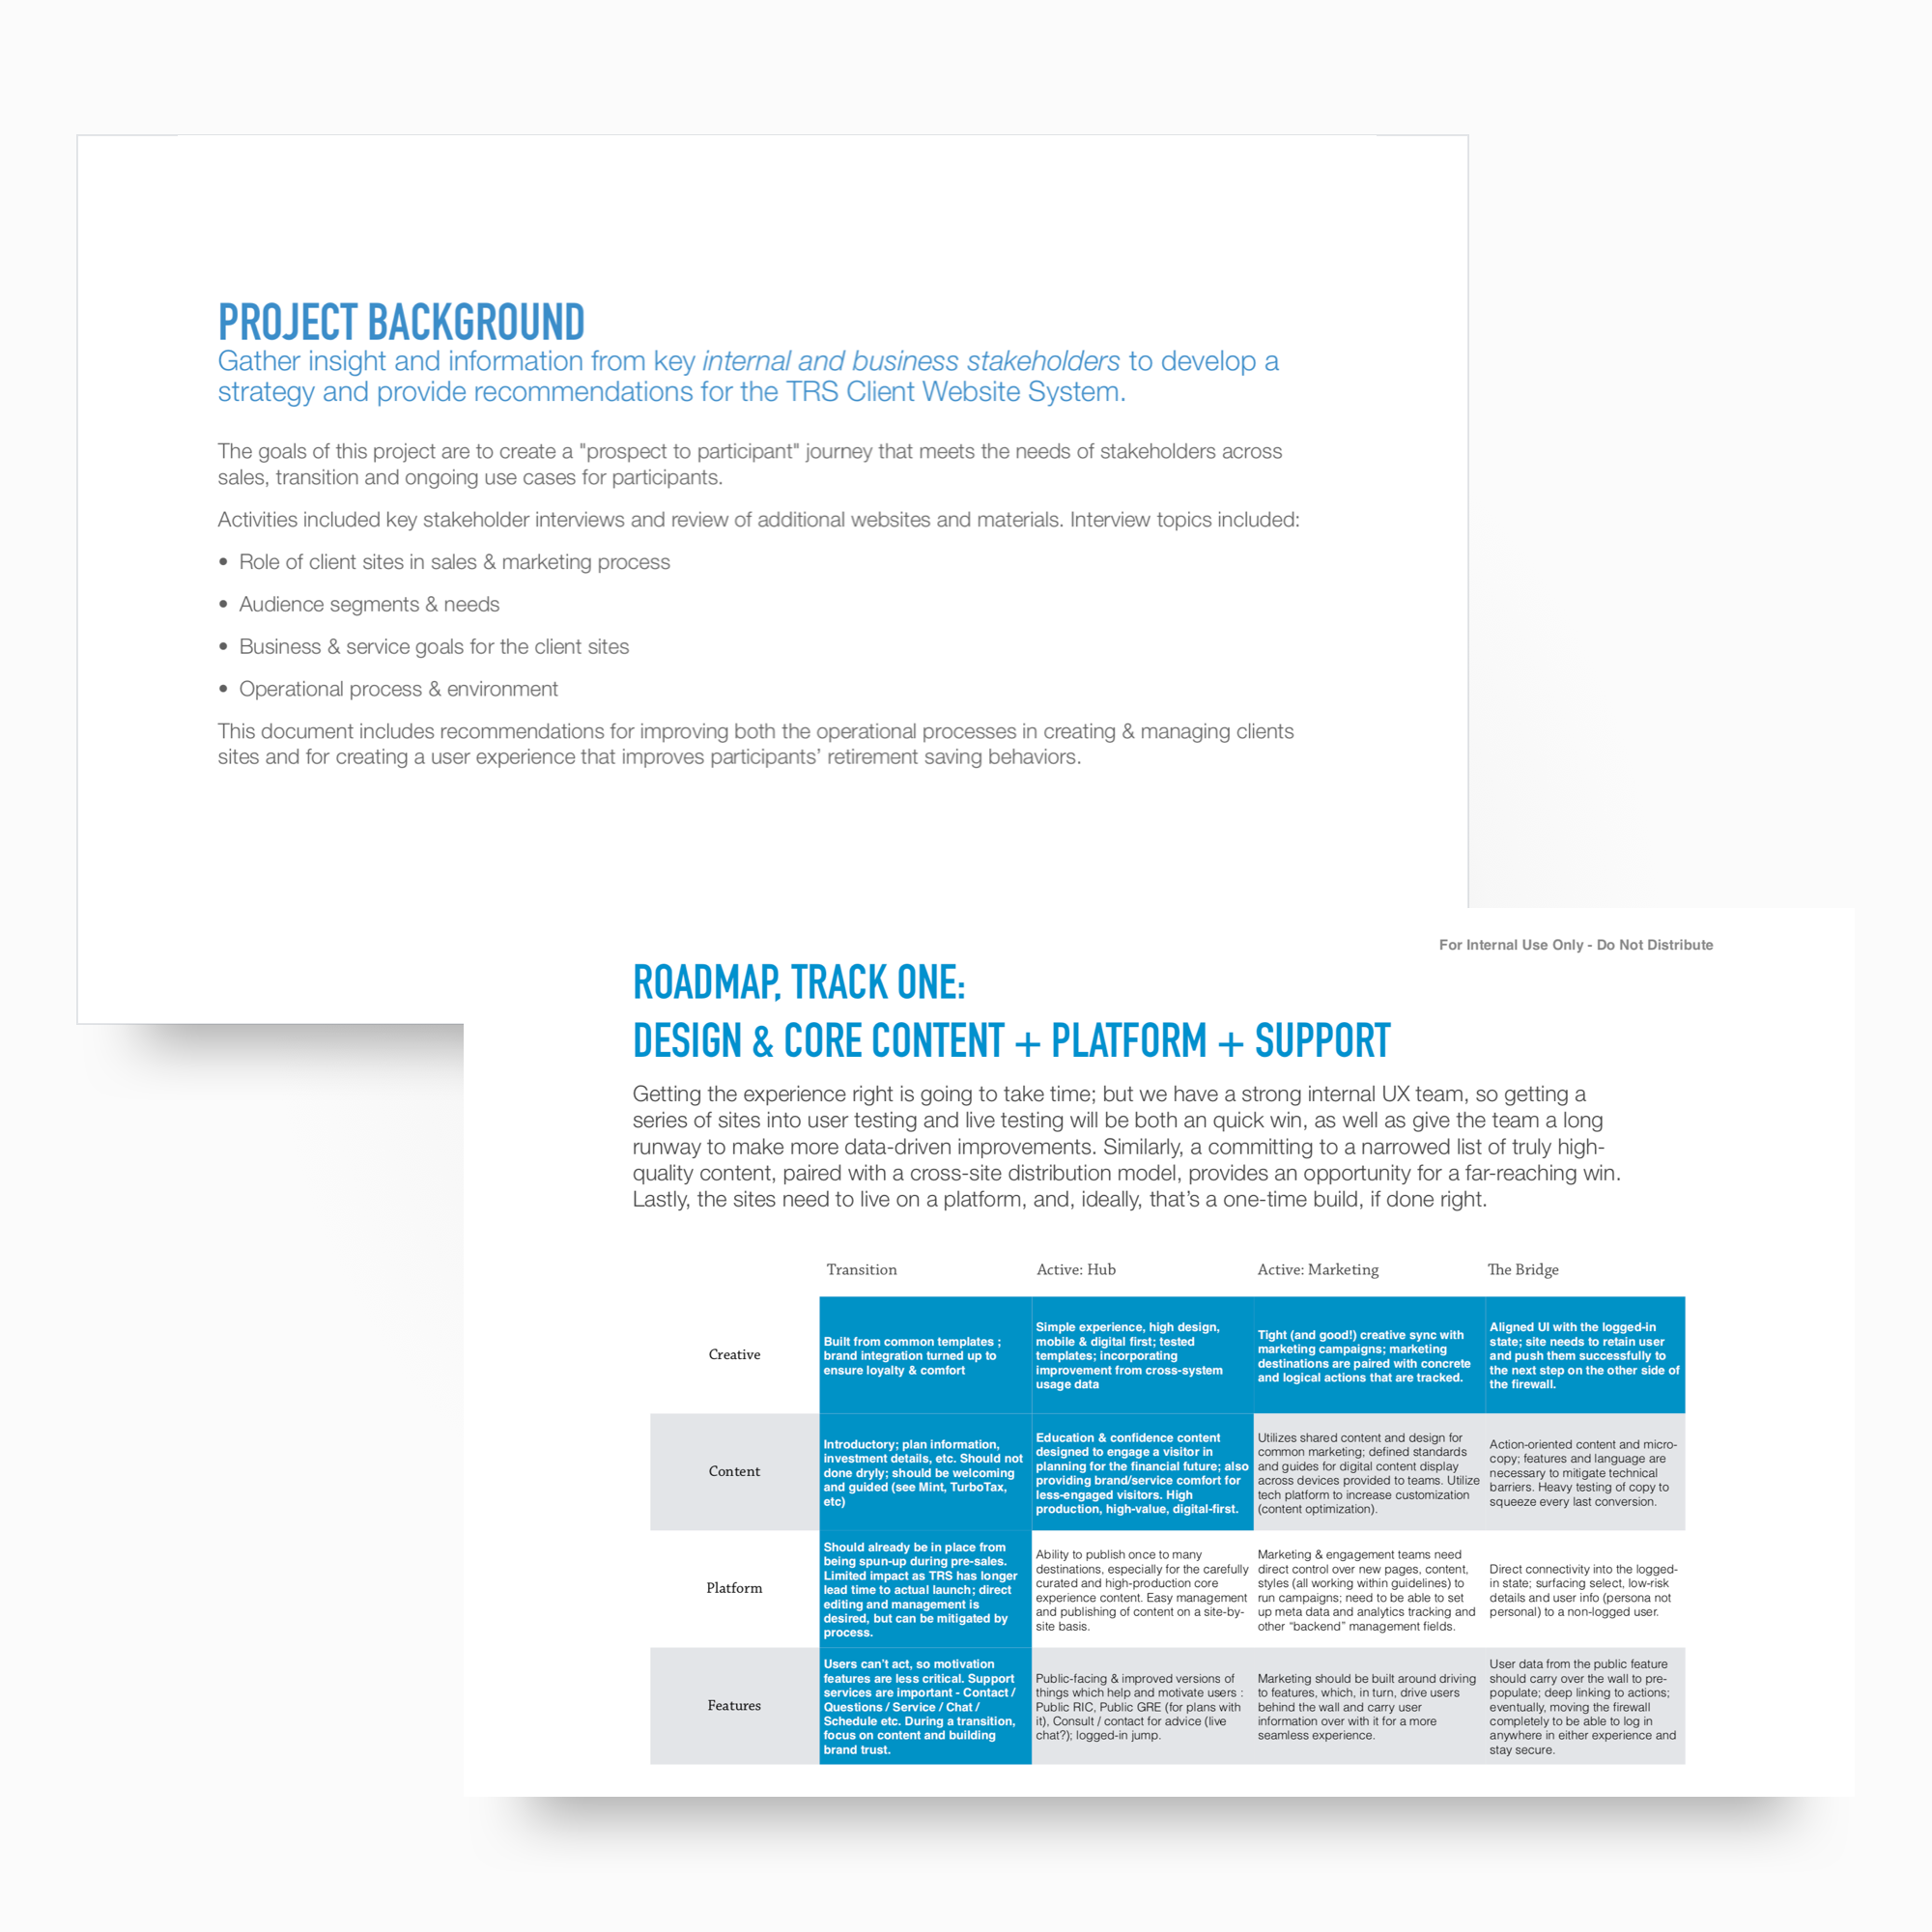 PROJECT BACKGROUND
Gather insight and information from key internal and business stakeholders to develop a
strategy and provide recommendations for the TRS Client Website System.
The goals of this project are to create a "prospect to participant" journey that meets the needs of stakeholders across
sales, transition and ongoing use cases for participants.
Activities included key stakeholder interviews and review of additional websites and materials. Interview topics included:
• Role of client sites in sales & marketing process
• Audience segments & needs
• Business & service goals for the client sites
• Operational process & environment
This document includes recommendations for improving both the operational processes in creating & managing clients
sites and for creating a user experience that improves participants’ retirement saving behaviors.
For Internal Use Only - Do Not Distribute
ROADMAP, TRACK ONE:
DESIGN & CORE CONTENT + PLATFORM + SUPPORT
Getting the experience right is going to take time; but we have a strong internal UX team, so getting a
series of sites into user testing and live testing will be both an quick win, as well as give the team a long
runway to make more data-driven improvements. Similarly, a committing to a narrowed list of truly high-
quality content, paired with a cross-site distribution model, provides an opportunity for a far-reaching win.
Lastly, the sites need to live on a platform, and, ideally, that’s a one-time build, if done right.
Transition
Active: Hub
Active: Marketing
The Bridge
Creative
Built from common templates ;
brand integration turned up to
ensure loyalty & comfort
Simple experience, high design,
mobile & digital first; tested
templates; incorporating
improvement from cross-system
usage data
Tight (and good!) creative sync with
marketing campaigns; marketing
destinations are paired with concrete
and logical actions that are tracked.
Aligned UI with the logged-in
state; site needs to retain user
and push them successfully to
the next step on the other side of
the firewall.
Content
Introductory; plan information,
investment details, etc. Should not
done dryly; should be welcoming
and guided (see Mint, TurboTax,
etc)
Education & confidence content
designed to engage a visitor in
planning for the financial future; also
providing brand/service comfort for
less-engaged visitors. High
production, high-value, digital-first.
Utilizes shared content and design for
common marketing; defined standards
and guides for digital content display
across devices provided to teams. Utilize
tech platform to increase customization
(content optimization).
Action-oriented content and micro-
copy; features and language are
necessary to mitigate technical
barriers. Heavy testing of copy to
squeeze every last conversion.
Platform
Should already be in place from
being spun-up during pre-sales.
Limited impact as TRS has longer
lead time to actual launch; direct
editing and management is
desired, but can be mitigated by
process.
Ability to publish once to many
destinations, especially for the carefully
curated and high-production core
experience content. Easy management
and publishing of content on a site-by-
site basis.
Marketing & engagement teams need
direct control over new pages, content,
styles (all working within guidelines) to
run campaigns; need to be able to set
up meta data and analytics tracking and
other “backend” management fields.
Direct connectivity into the logged-
in state; surfacing select, low-risk
details and user info (persona not
personal) to a non-logged user.
Features
Users can’t act, so motivation
features are less critical. Support
services are important - Contact /
Questions / Service / Chat /
Schedule etc. During a transition,
focus on content and building
brand trust.
Public-facing & improved versions of
things which help and motivate users :
Public RIC, Public GRE (for plans with
it), Consult / contact for advice (live
chat?); logged-in jump.
Marketing should be built around driving
to features, which, in turn, drive users
behind the wall and carry user
information over with it for a more
seamless experience.
User data from the public feature
should carry over the wall to pre-
populate; deep linking to actions;
eventually, moving the firewall
completely to be able to log in
anywhere in either experience and
stay secure.